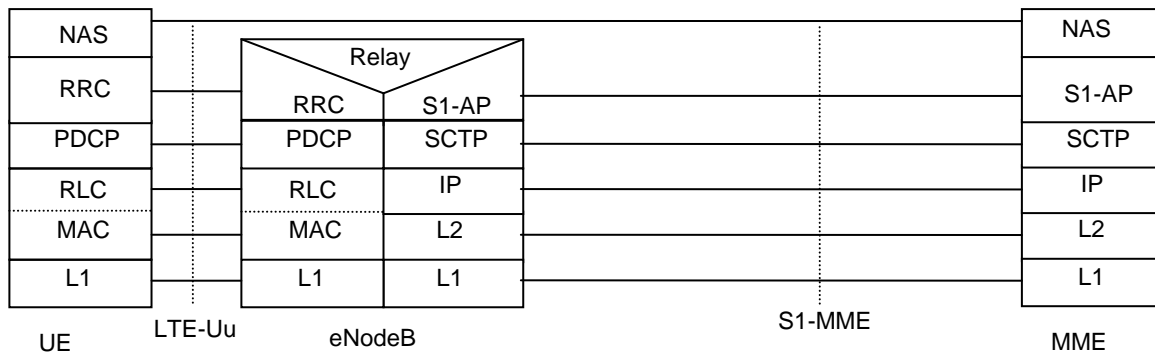 NAS
NAS
Relay
RRC
RRC
S1-AP
S1-AP
PDCP
PDCP
SCTP
SCTP
RLC
RLC
IP
IP
MAC
MAC
L2
L2
L1
L1
L1
L1
UE
LTE-Uu
eNodeB
S1-MME
MME